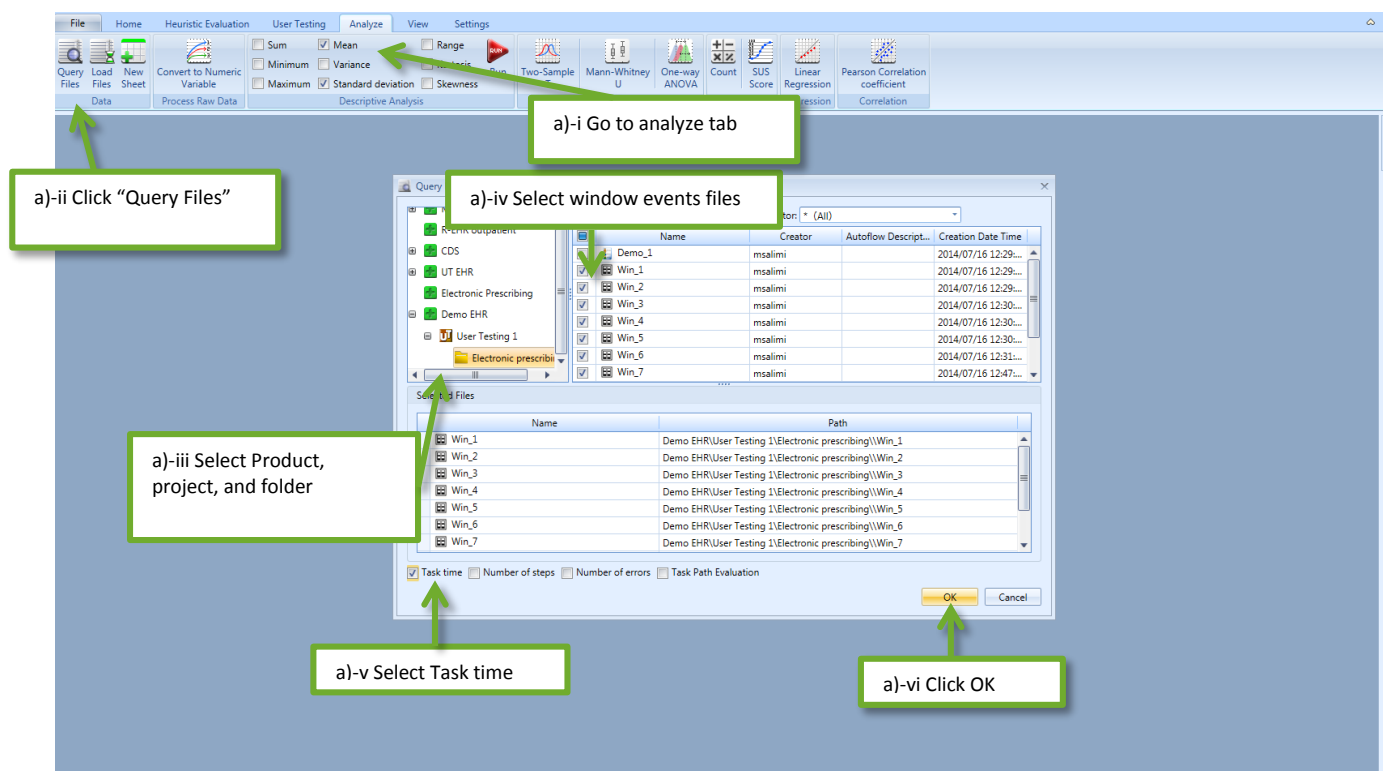 File Home Heuristic Evaluation User Testing Analyze View Settings
Sum Mean Range
Minimum Variance
Maximum Standard deviation Skewness
Query Files
Load Files
New Sheet
Convert to Numeric Variable
RUN
Two-Sample
Mann-Whitney U
One-way ANOVA
Count
SUS Score
Linear Regression
Pearson Correlation coefficient
Data Process Raw Data Descriptive Analysis Correlation
a)-i Go to analyze tab
a)-ii Click “Query Files”
Query
a)-iv Select window events files
* (All)
R-EHR outpatient
CDS
UT EHR
Electronic Prescribing
Demo EHR
User Testing 1
Electronic prescribi
Name Creator Autoflow Descript... Creation Date Time
Demo_1 msalimi 2014/07/16 12:29:...
Win_1 msalimi 2014/07/16 12:29:...
Win_2 msalimi 2014/07/16 12:29:...
Win_3 msalimi 2014/07/16 12:30:...
Win_4 msalimi 2014/07/16 12:30:...
Win_5 msalimi 2014/07/16 12:30:...
Win_6 msalimi 2014/07/16 12:31:...
Win_7 msalimi 2014/07/16 12:47:...
Selected Files
Name Path
Win_1 Demo EHR\User Testing 1\Electronic prescribing\\Win_1
Win_2 Demo EHR\User Testing 1\Electronic prescribing\\Win_2
Win_3 Demo EHR\User Testing 1\Electronic prescribing\\Win_3
Win_4 Demo EHR\User Testing 1\Electronic prescribing\\Win_4
Win_5 Demo EHR\User Testing 1\Electronic prescribing\\Win_5
Win_6 Demo EHR\User Testing 1\Electronic prescribing\\Win_6
Win_7 Demo EHR\User Testing 1\Electronic prescribing\\Win_7
a)-iii Select Product,
project, and folder
Task time Number of steps Number of errors Task Path Evaluation
OK Cancel
a)-v Select Task time
a)-vi Click OK